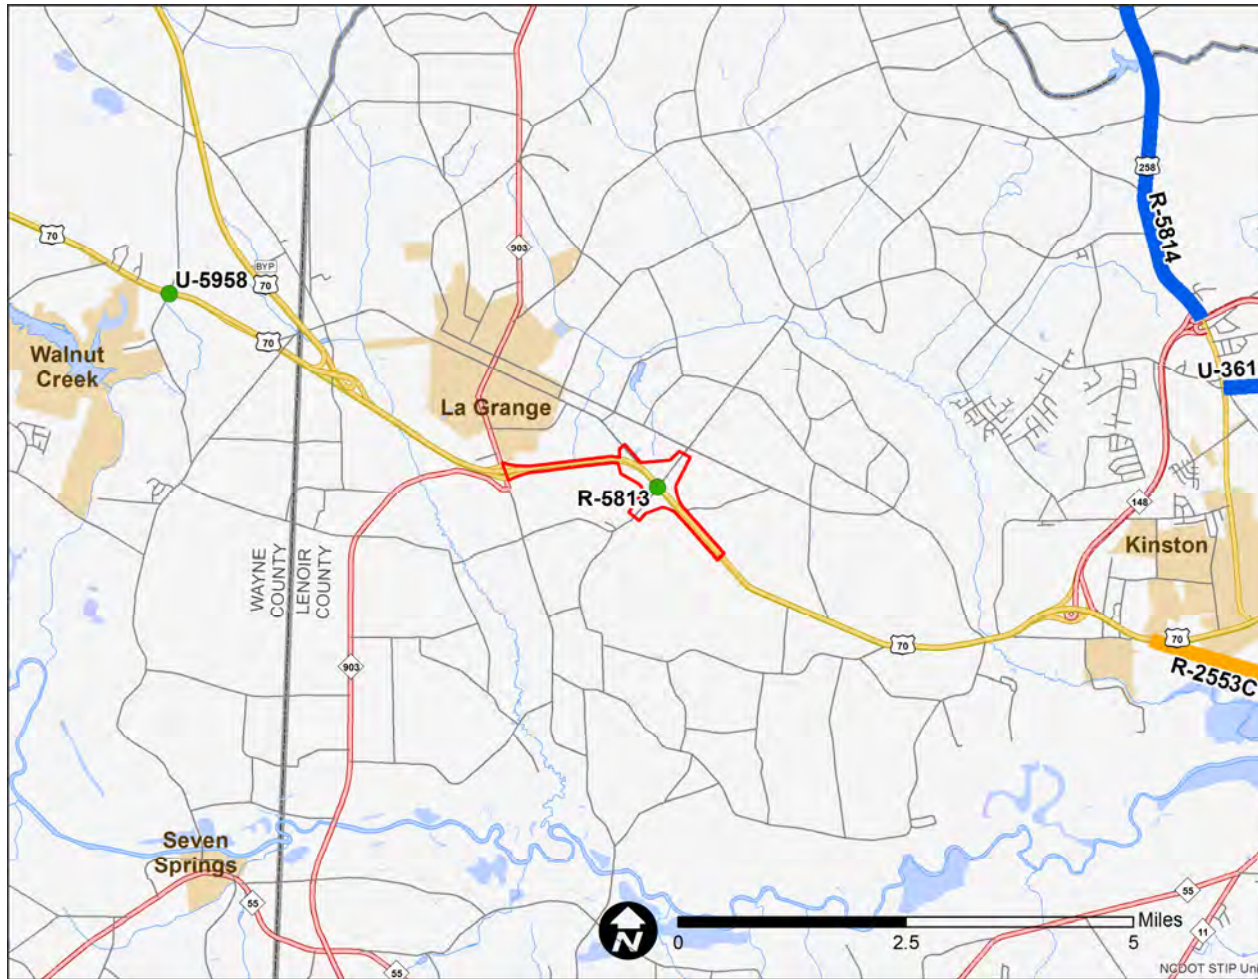 258
R-5814
903
70
U-5958
BYP
70
70
Walnut
Creek
U-361
La Grange
R-5813
148
Kinston
WAYNE
COUNTY
LENOIR
COUNTY
70
70
903
R-2553C
Seven
Springs
55
55
55
11
N
0
2.5
5
Miles
NCDOT STIP Un